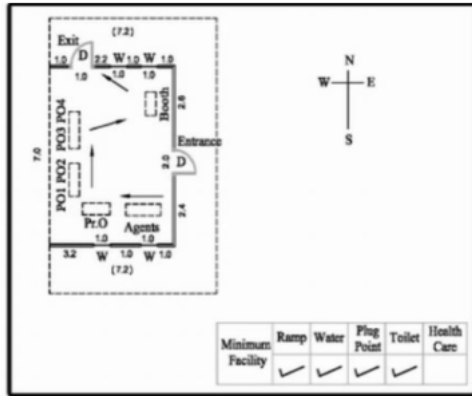 (7.2)
Exit
D
1.0 2.2 W 1.0 W 1.0
1.0 1.0 1.0
N
W E
S
PO3 PO4
Booth
2.6
Entrance
7.0
2.0 D
PO1 PO2
2.4
Pr.O Agents
1.0 1.0
3.2 W 1.0 W 1.0
(7.2)
Minimum Facility Ramp Water Plug Point Toilet Health Care
✓ ✓ ✓ ✓